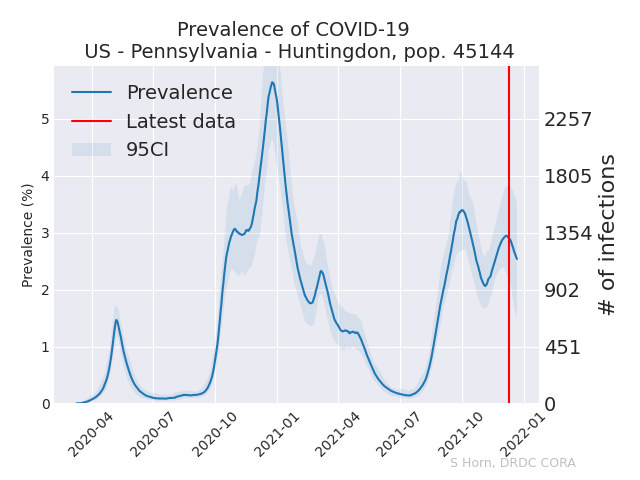 Prevalence of COVID-19
US - Pennsylvania - Huntingdon, pop. 45144
Prevalence
Latest data
95CI
Prevalence (%)
5
4
3
2
1
0
2257
1805
1354
902
451
0
# of infections
2020-04
2020-07
2020-10
2021-01
2021-04
2021-07
2021-10
2022-01
S Horn, DRDC CORA